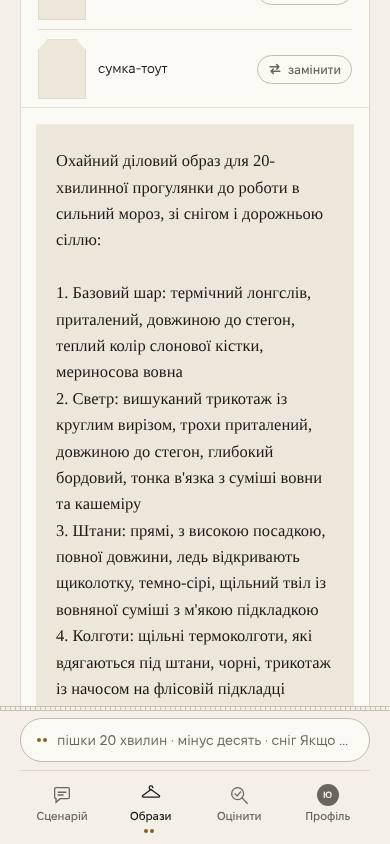 сумка-тоут
замінити
Охайний діловий образ для 20-
хвилинної прогулянки до роботи в
сильний мороз, зі снігом і дорожньою
сіллю:
1. Базовий шар: термічний лонгслів,
приталений, довжиною до стегон,
теплий колір слонової кістки,
мериносова вовна
2. Светр: вишуканий трикотаж із
круглим вирізом, трохи приталений,
довжиною до стегон, глибокий
бордовий, тонка в'язка з суміші вовни
та кашеміру
3. Штани: прямі, з високою посадкою,
повної довжини, ледь відкривають
щиколотку, темно-сірі, щільний твіл із
вовняної суміші з м'якою підкладкою
4. Колготи: щільні термоколготи, які
вдягаються під штани, чорні, трикотаж
із начосом на флісовій підкладці
пішки 20 хвилин · мінус десять · сніг Якщо ...
Сценарій
Образи
Оцінити
Ю
Профіль